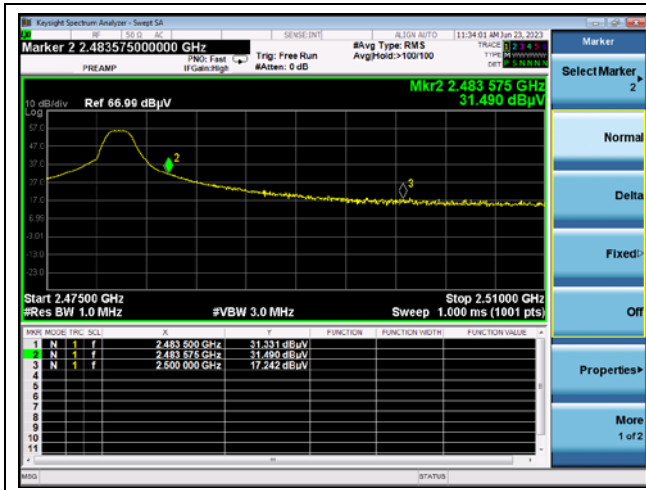 Keysight Spectrum Analyzer - Swept SA
RF 50 Ω AC SENSE:INT ALIGN AUTO 11:34:01 AM Jun 23, 2023
Marker 2 2.483575000000 GHz
#Avg Type: RMS
TRACE 1 2 3 4 5 6
PREAMP
PNO: Fast
IFGain:High
Trig: Free Run
#Atten: 0 dB
Avg|Hold:>100/100
TYPE M
DET P S N N N N
Mkr2 2.483 575 GHz
31.490 dBµV
10 dB/div Ref 66.99 dBµV
Log
57.0
47.0
37.0
27.0
17.0
6.99
-3.01
-13.0
-23.0
2
3
Start 2.47500 GHz
Stop 2.51000 GHz
#Res BW 1.0 MHz #VBW 3.0 MHz Sweep 1.000 ms (1001 pts)
MKR MODE TRC SCL X Y FUNCTION FUNCTION WIDTH FUNCTION VALUE
1 N 1 f 2.483 500 GHz 31.331 dBµV
2 N 1 f 2.483 575 GHz 31.490 dBµV
3 N 1 f 2.500 000 GHz 17.242 dBµV
4
5
6
7
8
9
10
11
MSG STATUS
Marker
Select Marker
2
Normal
Delta
Fixed
Off
Properties
More
1 of 2